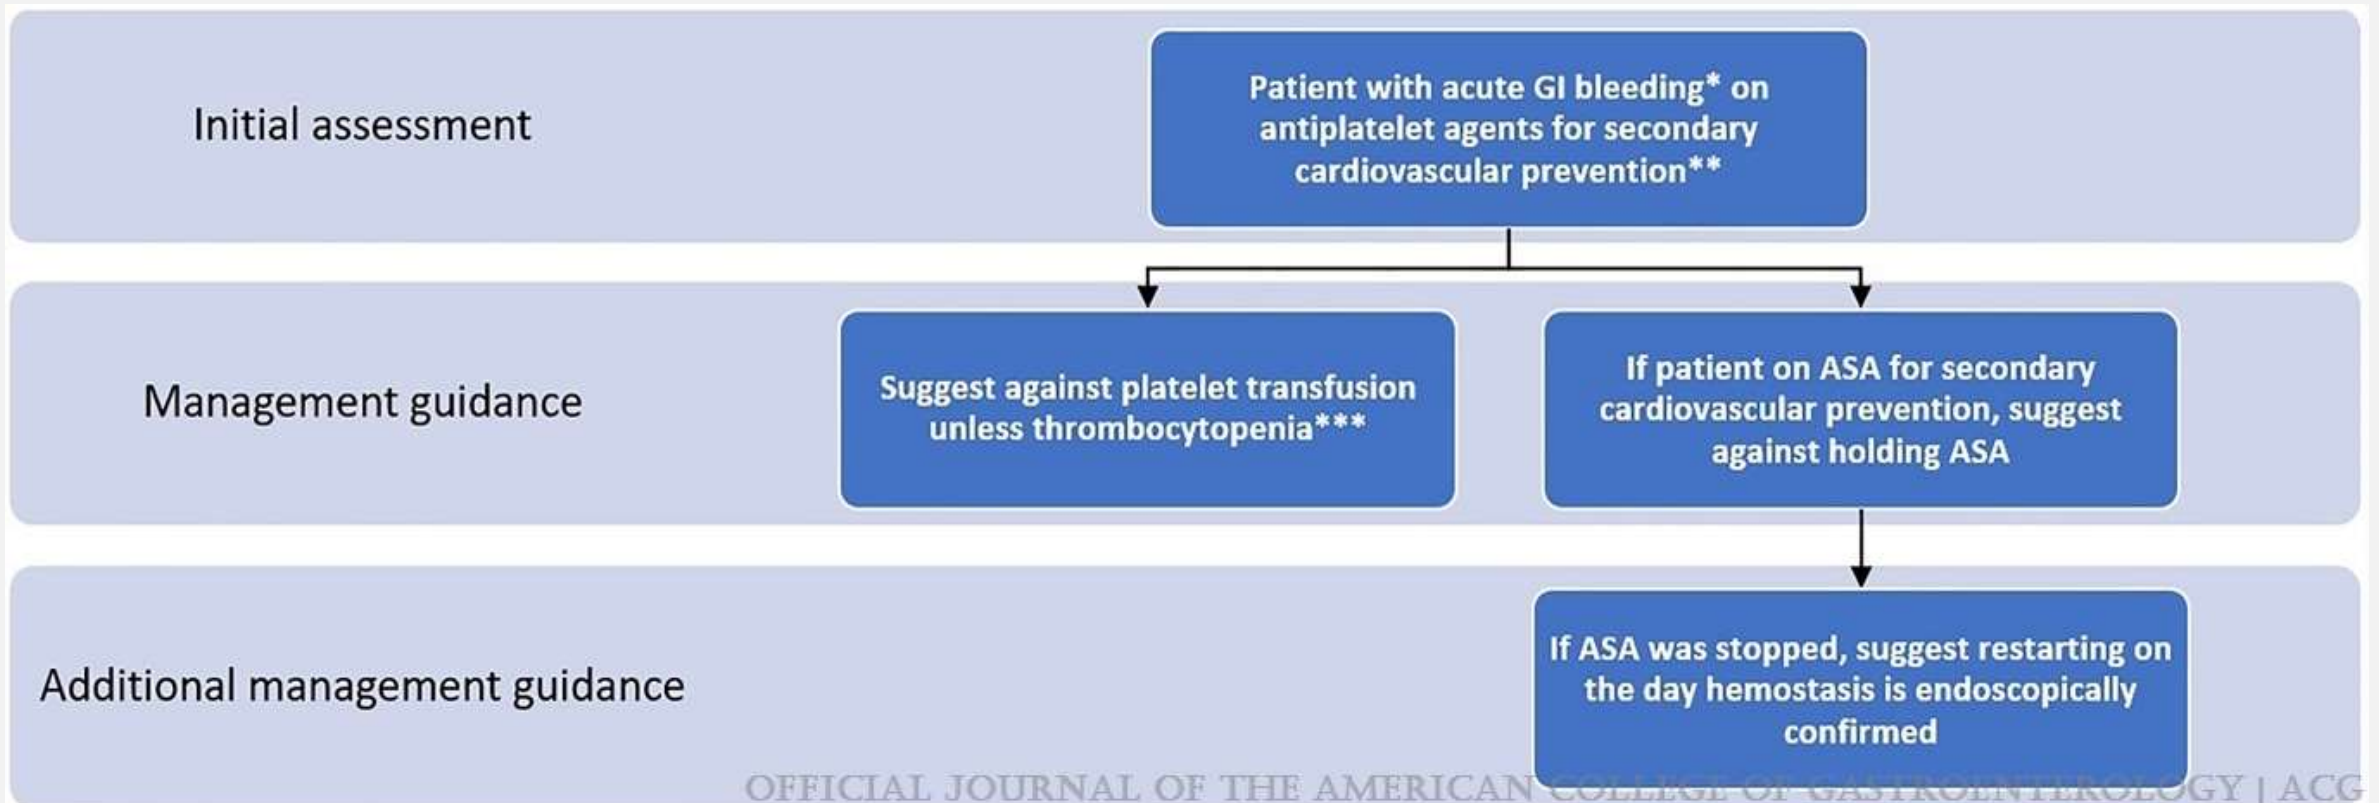 Initial assessment
Patient with acute GI bleeding* on
antiplatelet agents for secondary
cardiovascular prevention**
Management guidance
Suggest against platelet transfusion
unless thrombocytopenia***
If patient on ASA for secondary
cardiovascular prevention, suggest
against holding ASA
Additional management guidance
If ASA was stopped, suggest restarting on
the day hemostasis is endoscopically
confirmed
OFFICIAL JOURNAL OF THE AMERICAN COLLEGE OF GASTROENTEROLOGY | ACG